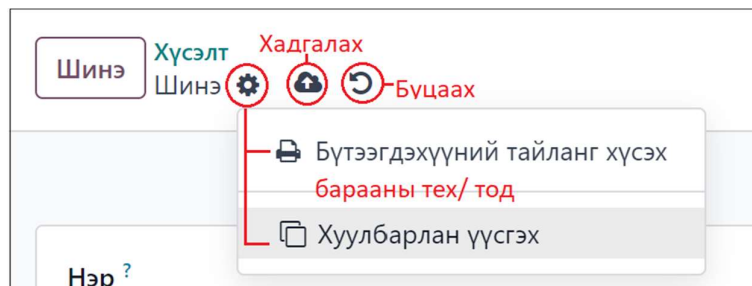 Хадгалах
Шинэ
Хүсэлт
Шинэ
Буцаах
Бүтээгдэхүүний тайланг хүсэх
барааны тех/ тод
Хуулбарлан үүсгэх
Нэр ?